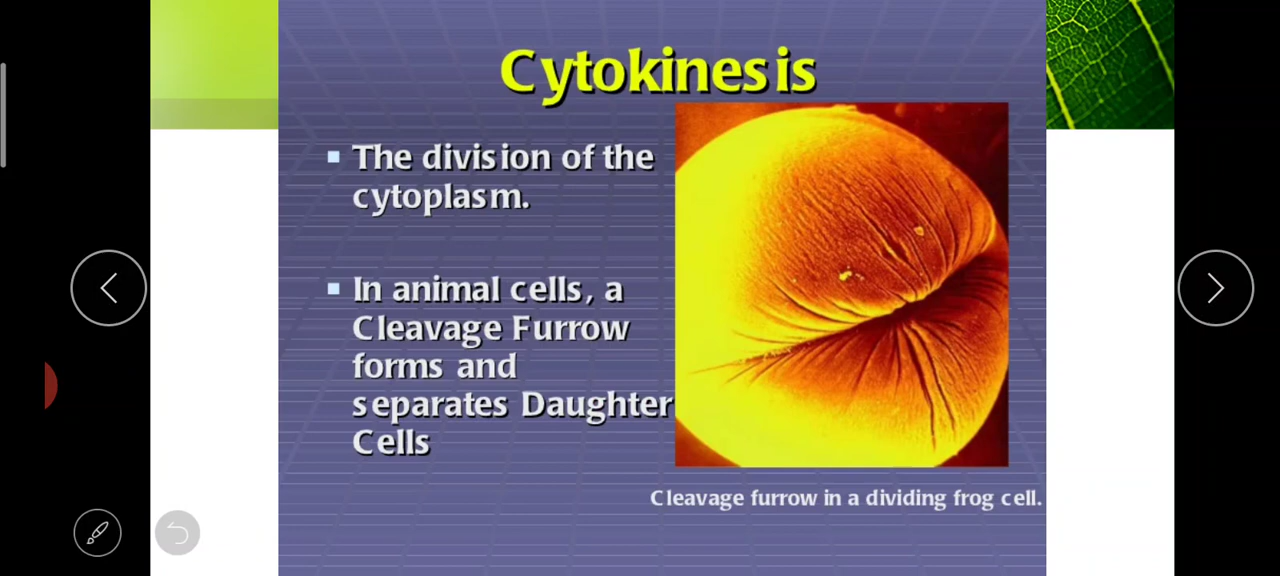 Cytokinesis
The division of the
cytoplasm.
In animal cells, a
Cleavage Furrow
forms and
separates Daughter
Cells
Cleavage furrow in a dividing frog cell.